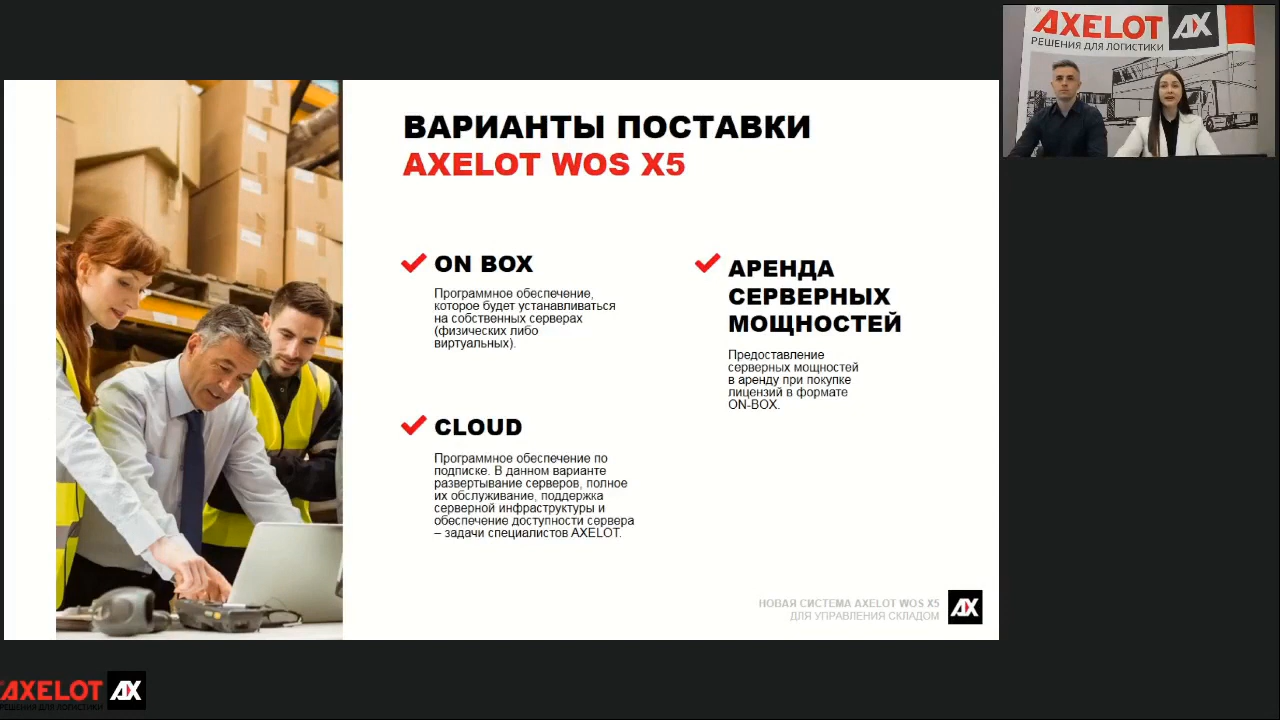 ВАРИАНТЫ ПОСТАВКИ
AXELOT WOS X5
ON BOX
Программное обеспечение,
которое будет устанавливаться
на собственных серверах
(физических либо
виртуальных).
CLOUD
Программное обеспечение по
подписке. В данном варианте
развертывание серверов, полное
их обслуживание, поддержка
серверной инфраструктуры и
обеспечение доступности сервера
– задачи специалистов AXELOT.
АРЕНДА
СЕРВЕРНЫХ
МОЩНОСТЕЙ
Предоставление
серверных мощностей
в аренду при покупке
лицензий в формате
ON-BOX.
НОВАЯ СИСТЕМА AXELOT WOS X5
ДЛЯ УПРАВЛЕНИЯ СКЛАДОМ
AX
® AXELOT AX
РЕШЕНИЯ ДЛЯ ЛОГИСТИКИ
AXELOT AX
РЕШЕНИЯ ДЛЯ ЛОГИСТИКИ